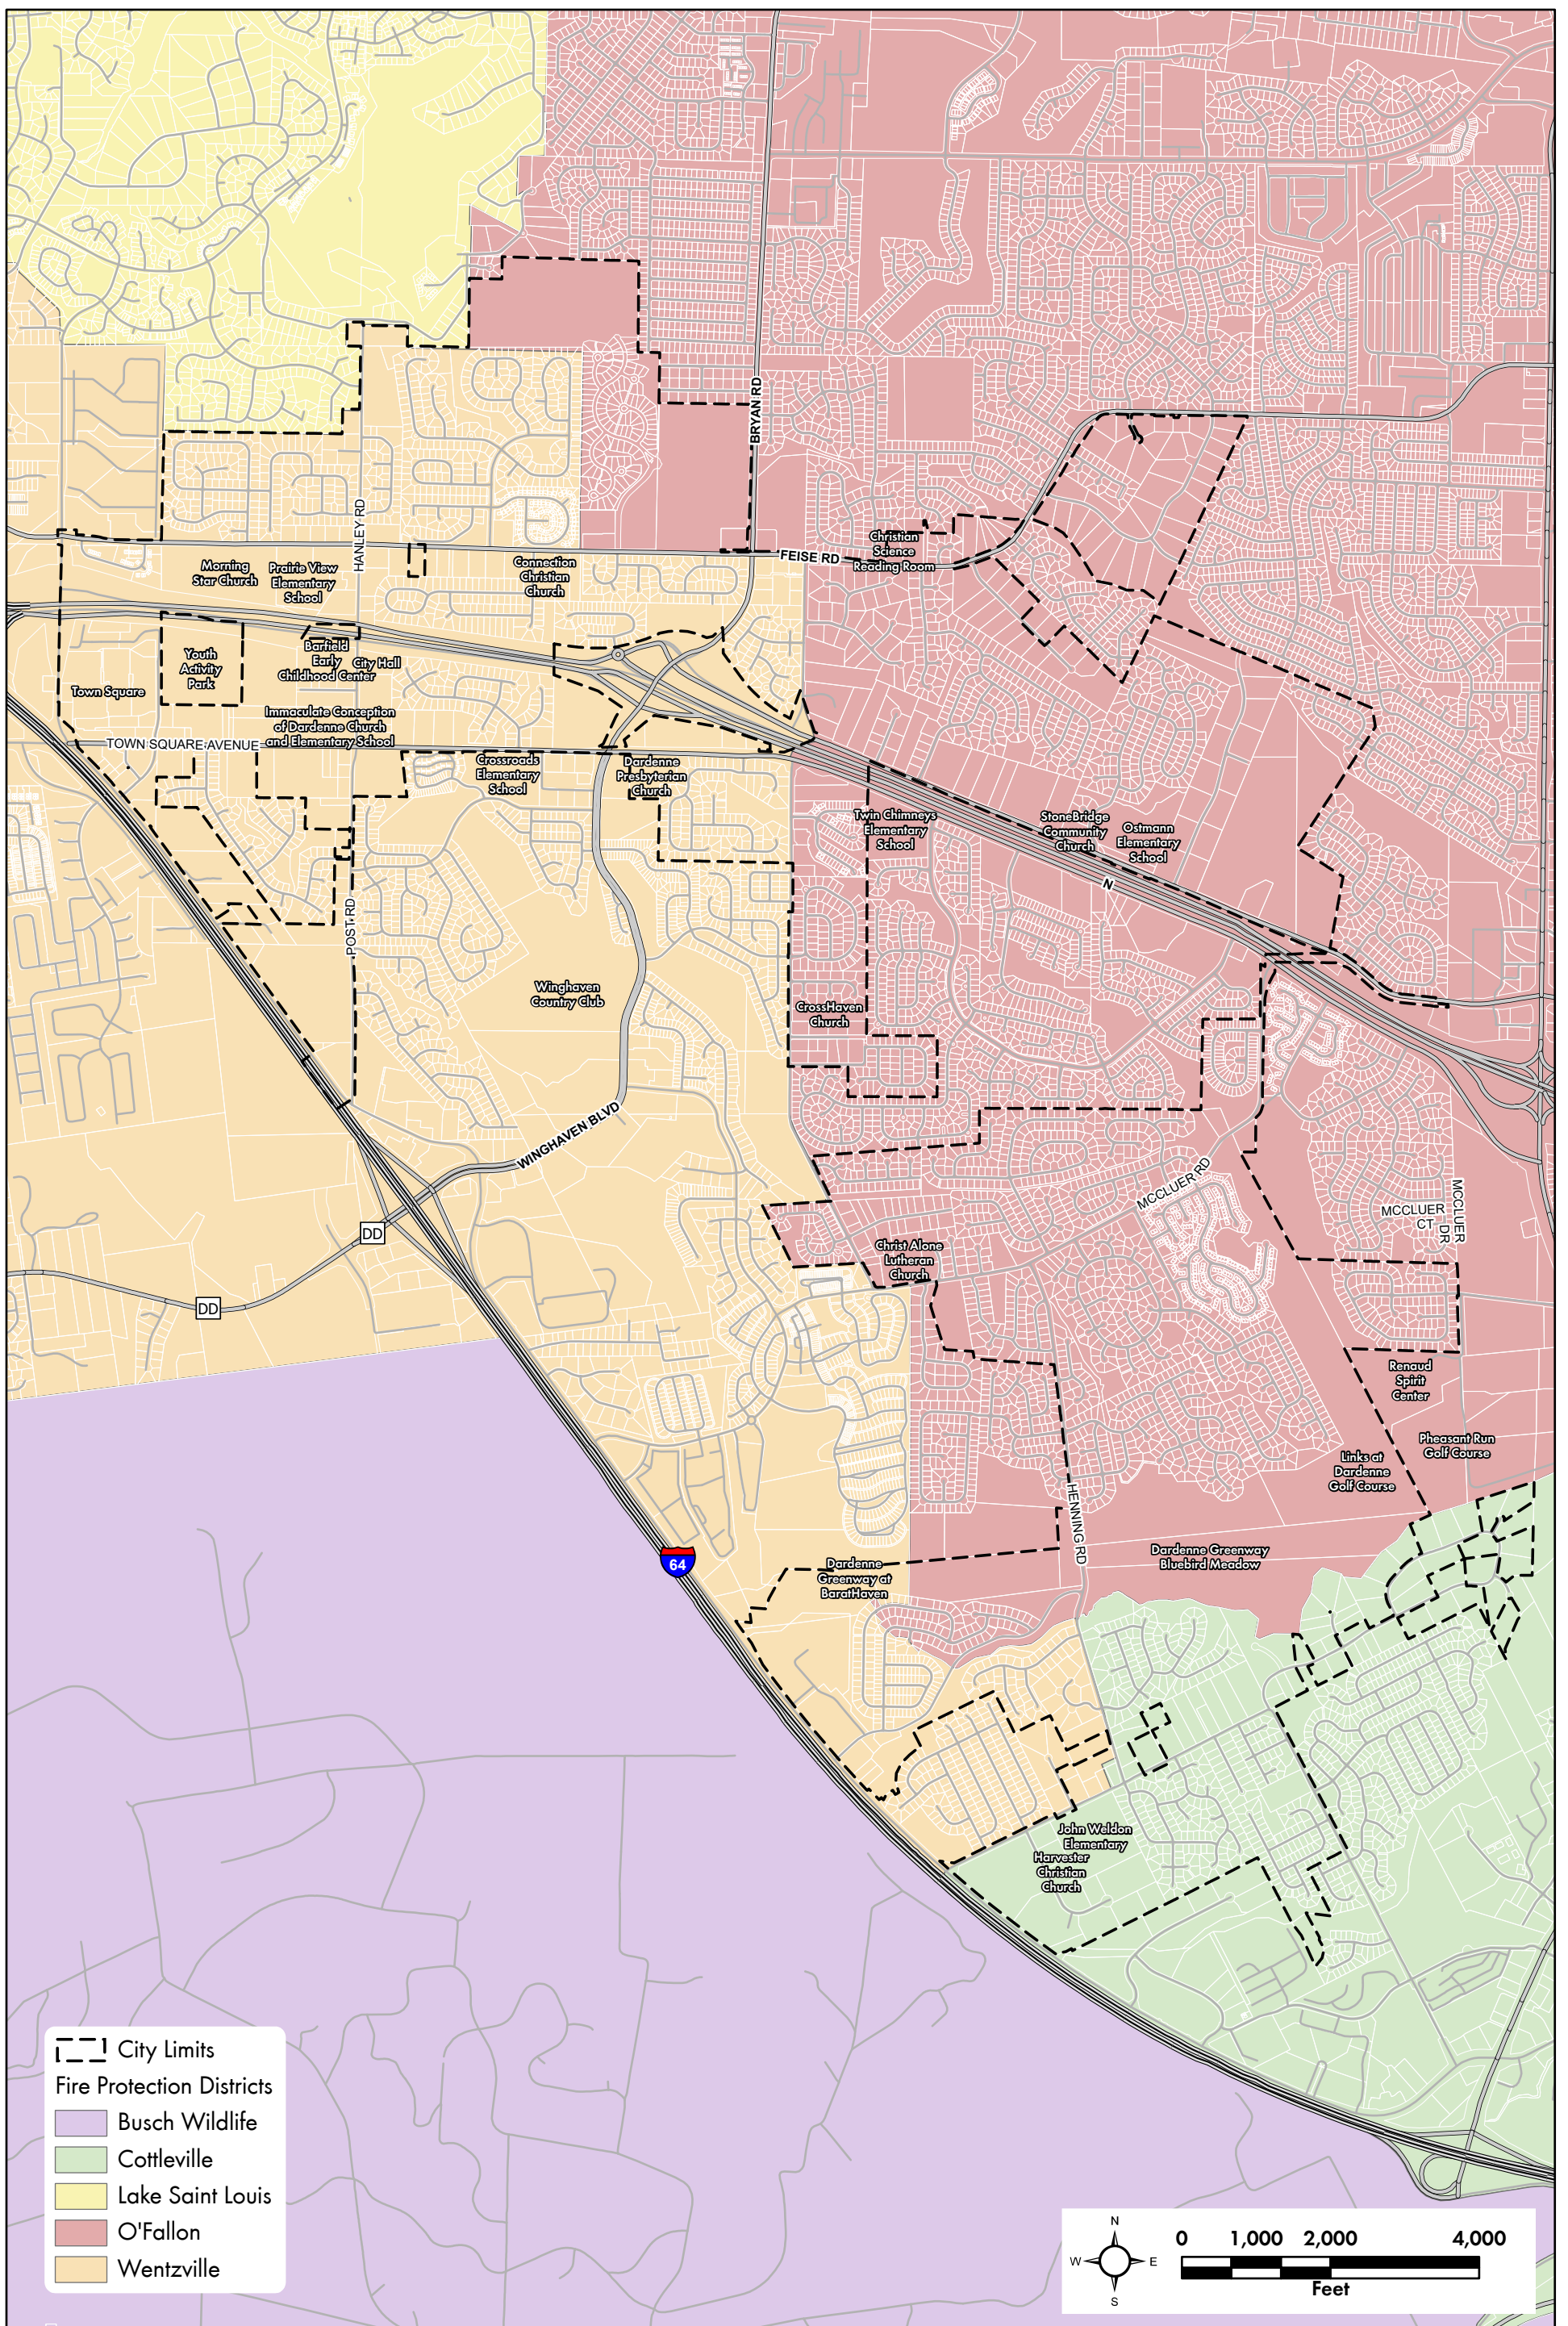 BRYAN RD
HANLEY RD
FEISE RD
Christian
Science
Reading Room
Morning
Star Church
Prairie View
Elementary
School
Connection
Christian
Church
Youth
Activity
Park
Barfield
Early
Childhood Center
City Hall
Town Square
Immaculate Conception
of Dardenne Church
and Elementary School
TOWN SQUARE AVENUE
Crossroads
Elementary
School
Dardenne
Presbyterian
Church
Twin Chimneys
Elementary
School
StoneBridge
Community
Church
Ostmann
Elementary
School
N
POST RD
Winghaven
Country Club
CrossHaven
Church
WINGHAVEN BLVD
MCCLUER RD
MCCLUER
CT
MCCLUER
DR
DD
DD
Christ Alone
Lutheran
Church
Renaud
Spirit
Center
Pheasant Run
Golf Course
Links at
Dardenne
Golf Course
HENNING RD
64
Dardenne
Greenway at
BaratHaven
Dardenne Greenway
Bluebird Meadow
John Weldon
Elementary
Harvester
Christian
Church
City Limits
Fire Protection Districts
Busch Wildlife
Cottleville
Lake Saint Louis
O'Fallon
Wentzville
N
W E
S
0 1,000 2,000 4,000
Feet